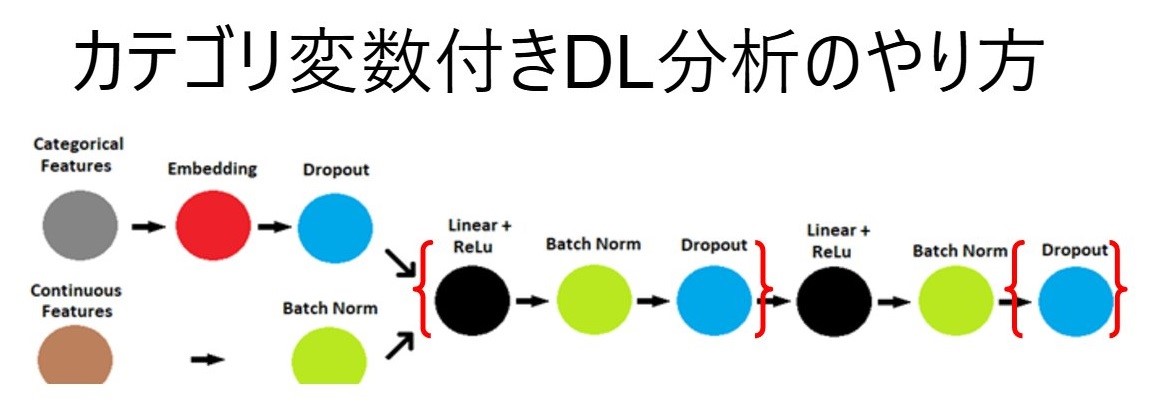 カテゴリ変数付きDL分析のやり方
Categorical
Features
Embedding
Dropout
Continuous
Features
Batch Norm
Linear +
ReLu
Batch Norm
Dropout
Linear +
ReLu
Batch Norm
Dropout